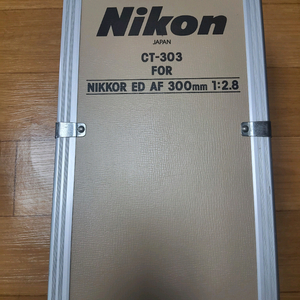 Nikon
JAPAN
CT-303
FOR
NIKKOR ED AF 300mm 1:2.8